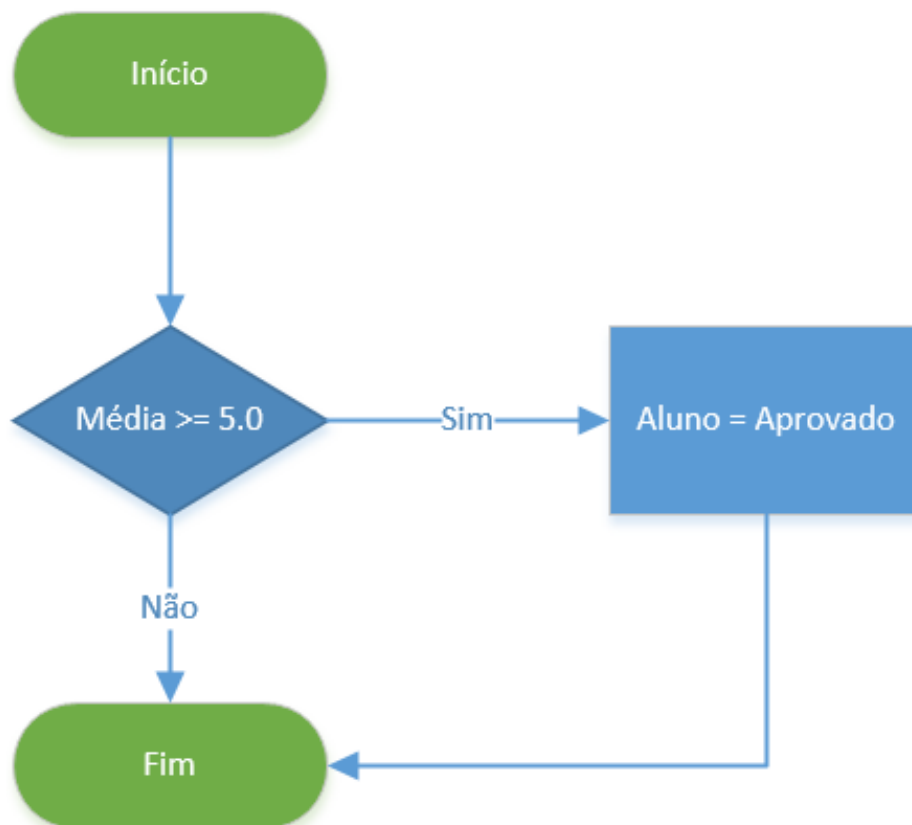 Início
Média >= 5.0
Sim
Aluno = Aprovado
Não
Fim